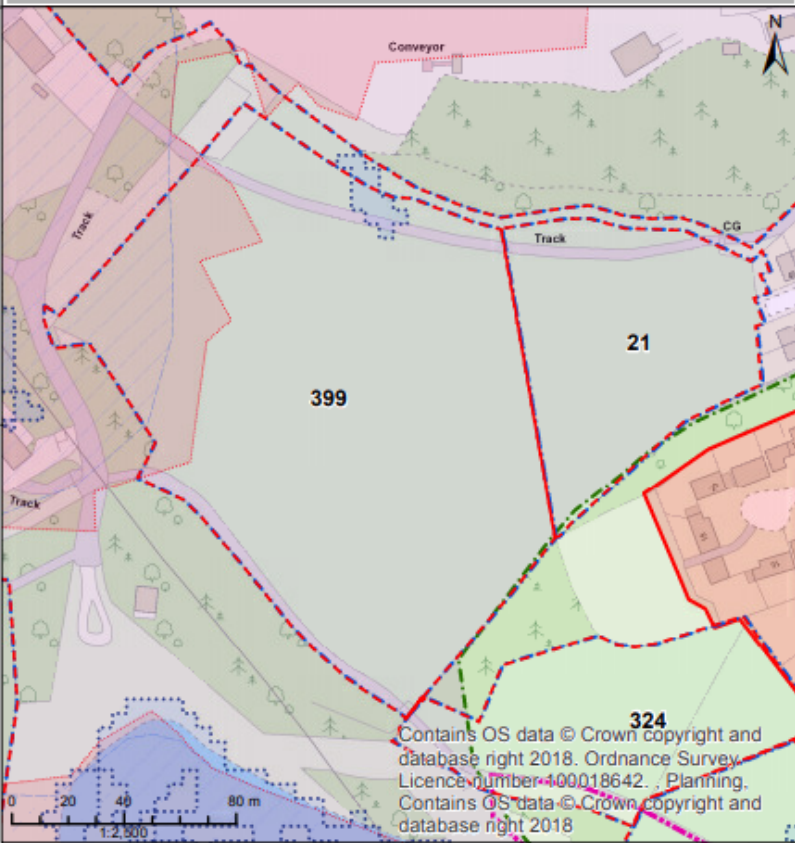 N
Conveyor
Track
CG
Track
21
399
Track
324
Contains OS data © Crown copyright and
database right 2018. Ordnance Survey
Licence number 100018642. . Planning,
Contains OS data © Crown copyright and
database right 2018
0 20 40 80 m
1:2,500